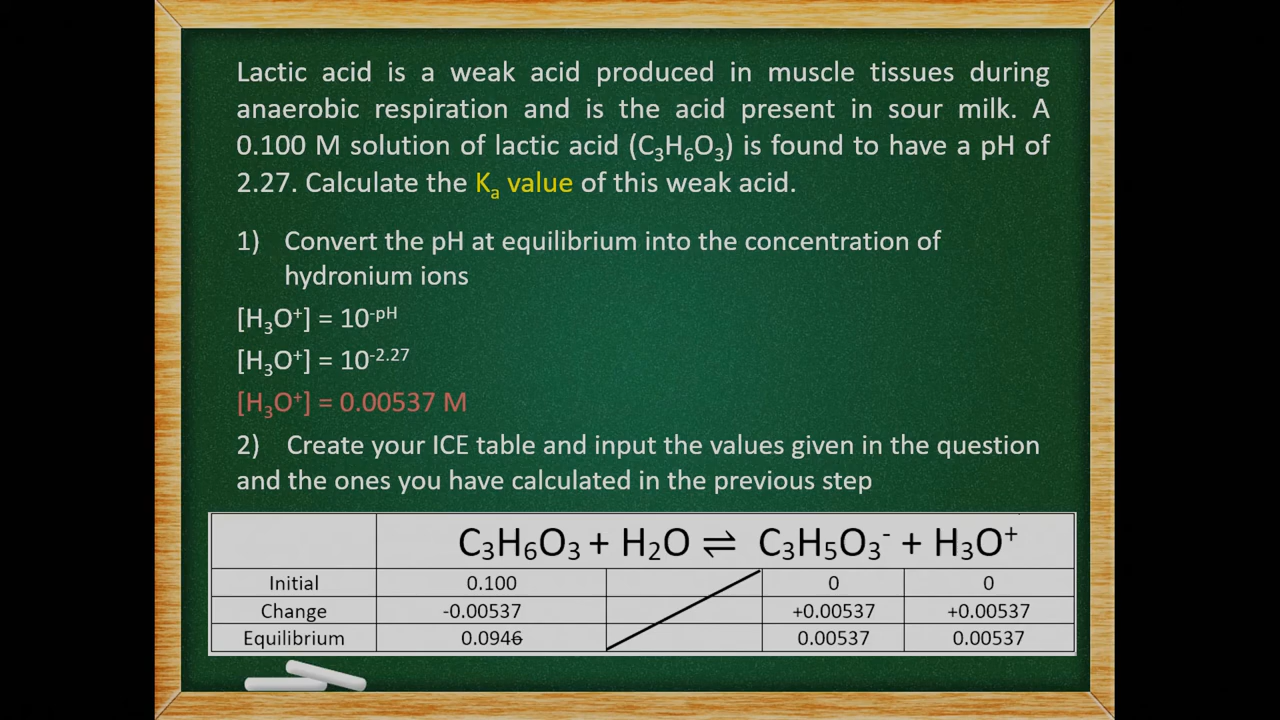 Lactic acid is a weak acid produced in muscle tissues during
anaerobic respiration and is the acid present in sour milk. A
0.100 M solution of lactic acid (C₃H₆O₃) is found to have a pH of
2.27. Calculate the Kₐ value of this weak acid.
1) Convert the pH at equilibrium into the concentration of
hydronium ions
[H₃O⁺] = 10⁻ᵖᴴ
[H₃O⁺] = 10⁻²·²⁷
[H₃O⁺] = 0.00537 M
2) Create your ICE table and input the values given in the question
and the ones you have calculated in the previous step
C₃H₆O₃ + H₂O ⇌ C₃H₅O₃⁻ + H₃O⁺
Initial 0.100 0 0
Change -0.00537 +0.00537 +0.00537
Equilibrium 0.0946 0.00537 0.00537